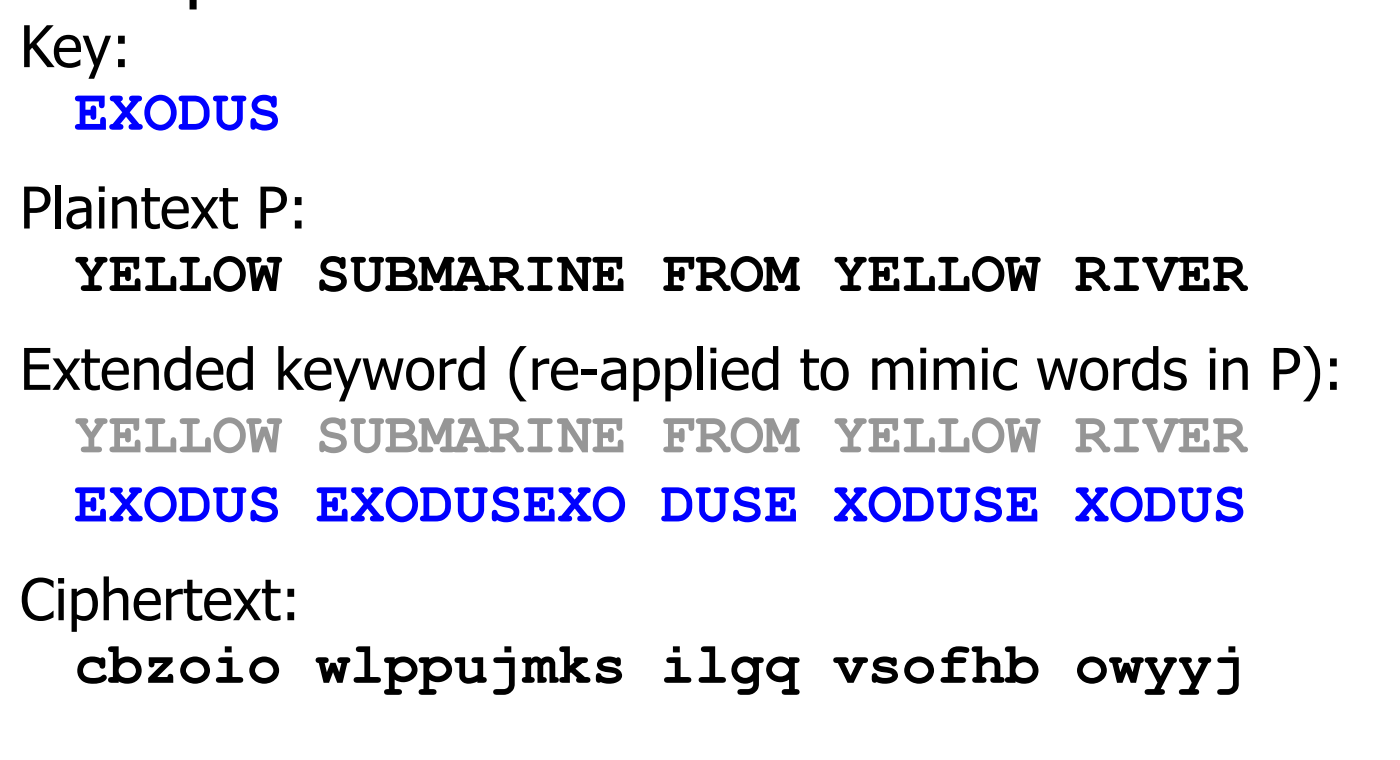 Key:
EXODUS
Plaintext P:
YELLOW SUBMARINE FROM YELLOW RIVER
Extended keyword (re-applied to mimic words in P):
YELLOW SUBMARINE FROM YELLOW RIVER
EXODUS EXODUSEXO DUSE XODUSE XODUS
Ciphertext:
cbzoio wlppujmks ilgq vsofhb owyyj